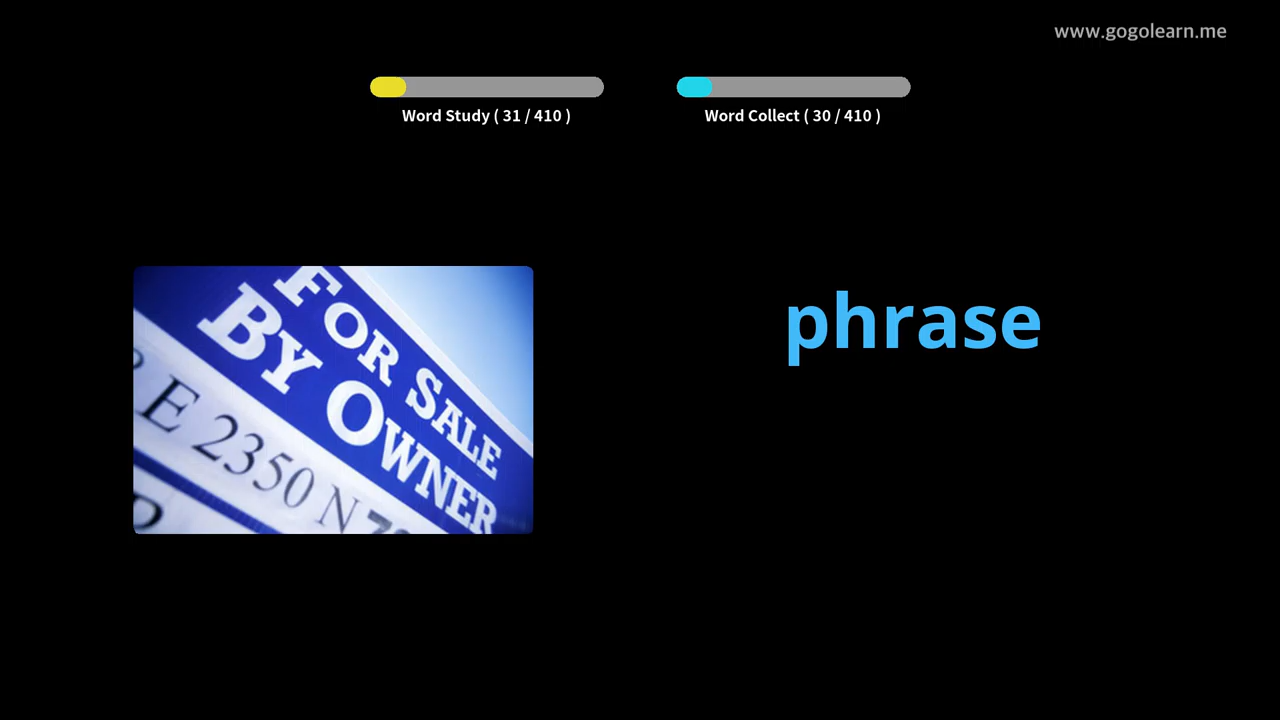 www.gogolearn.me
Word Study ( 31 / 410 )
Word Collect ( 30 / 410 )
FOR SALE
BY OWNER
E 2350 N
phrase